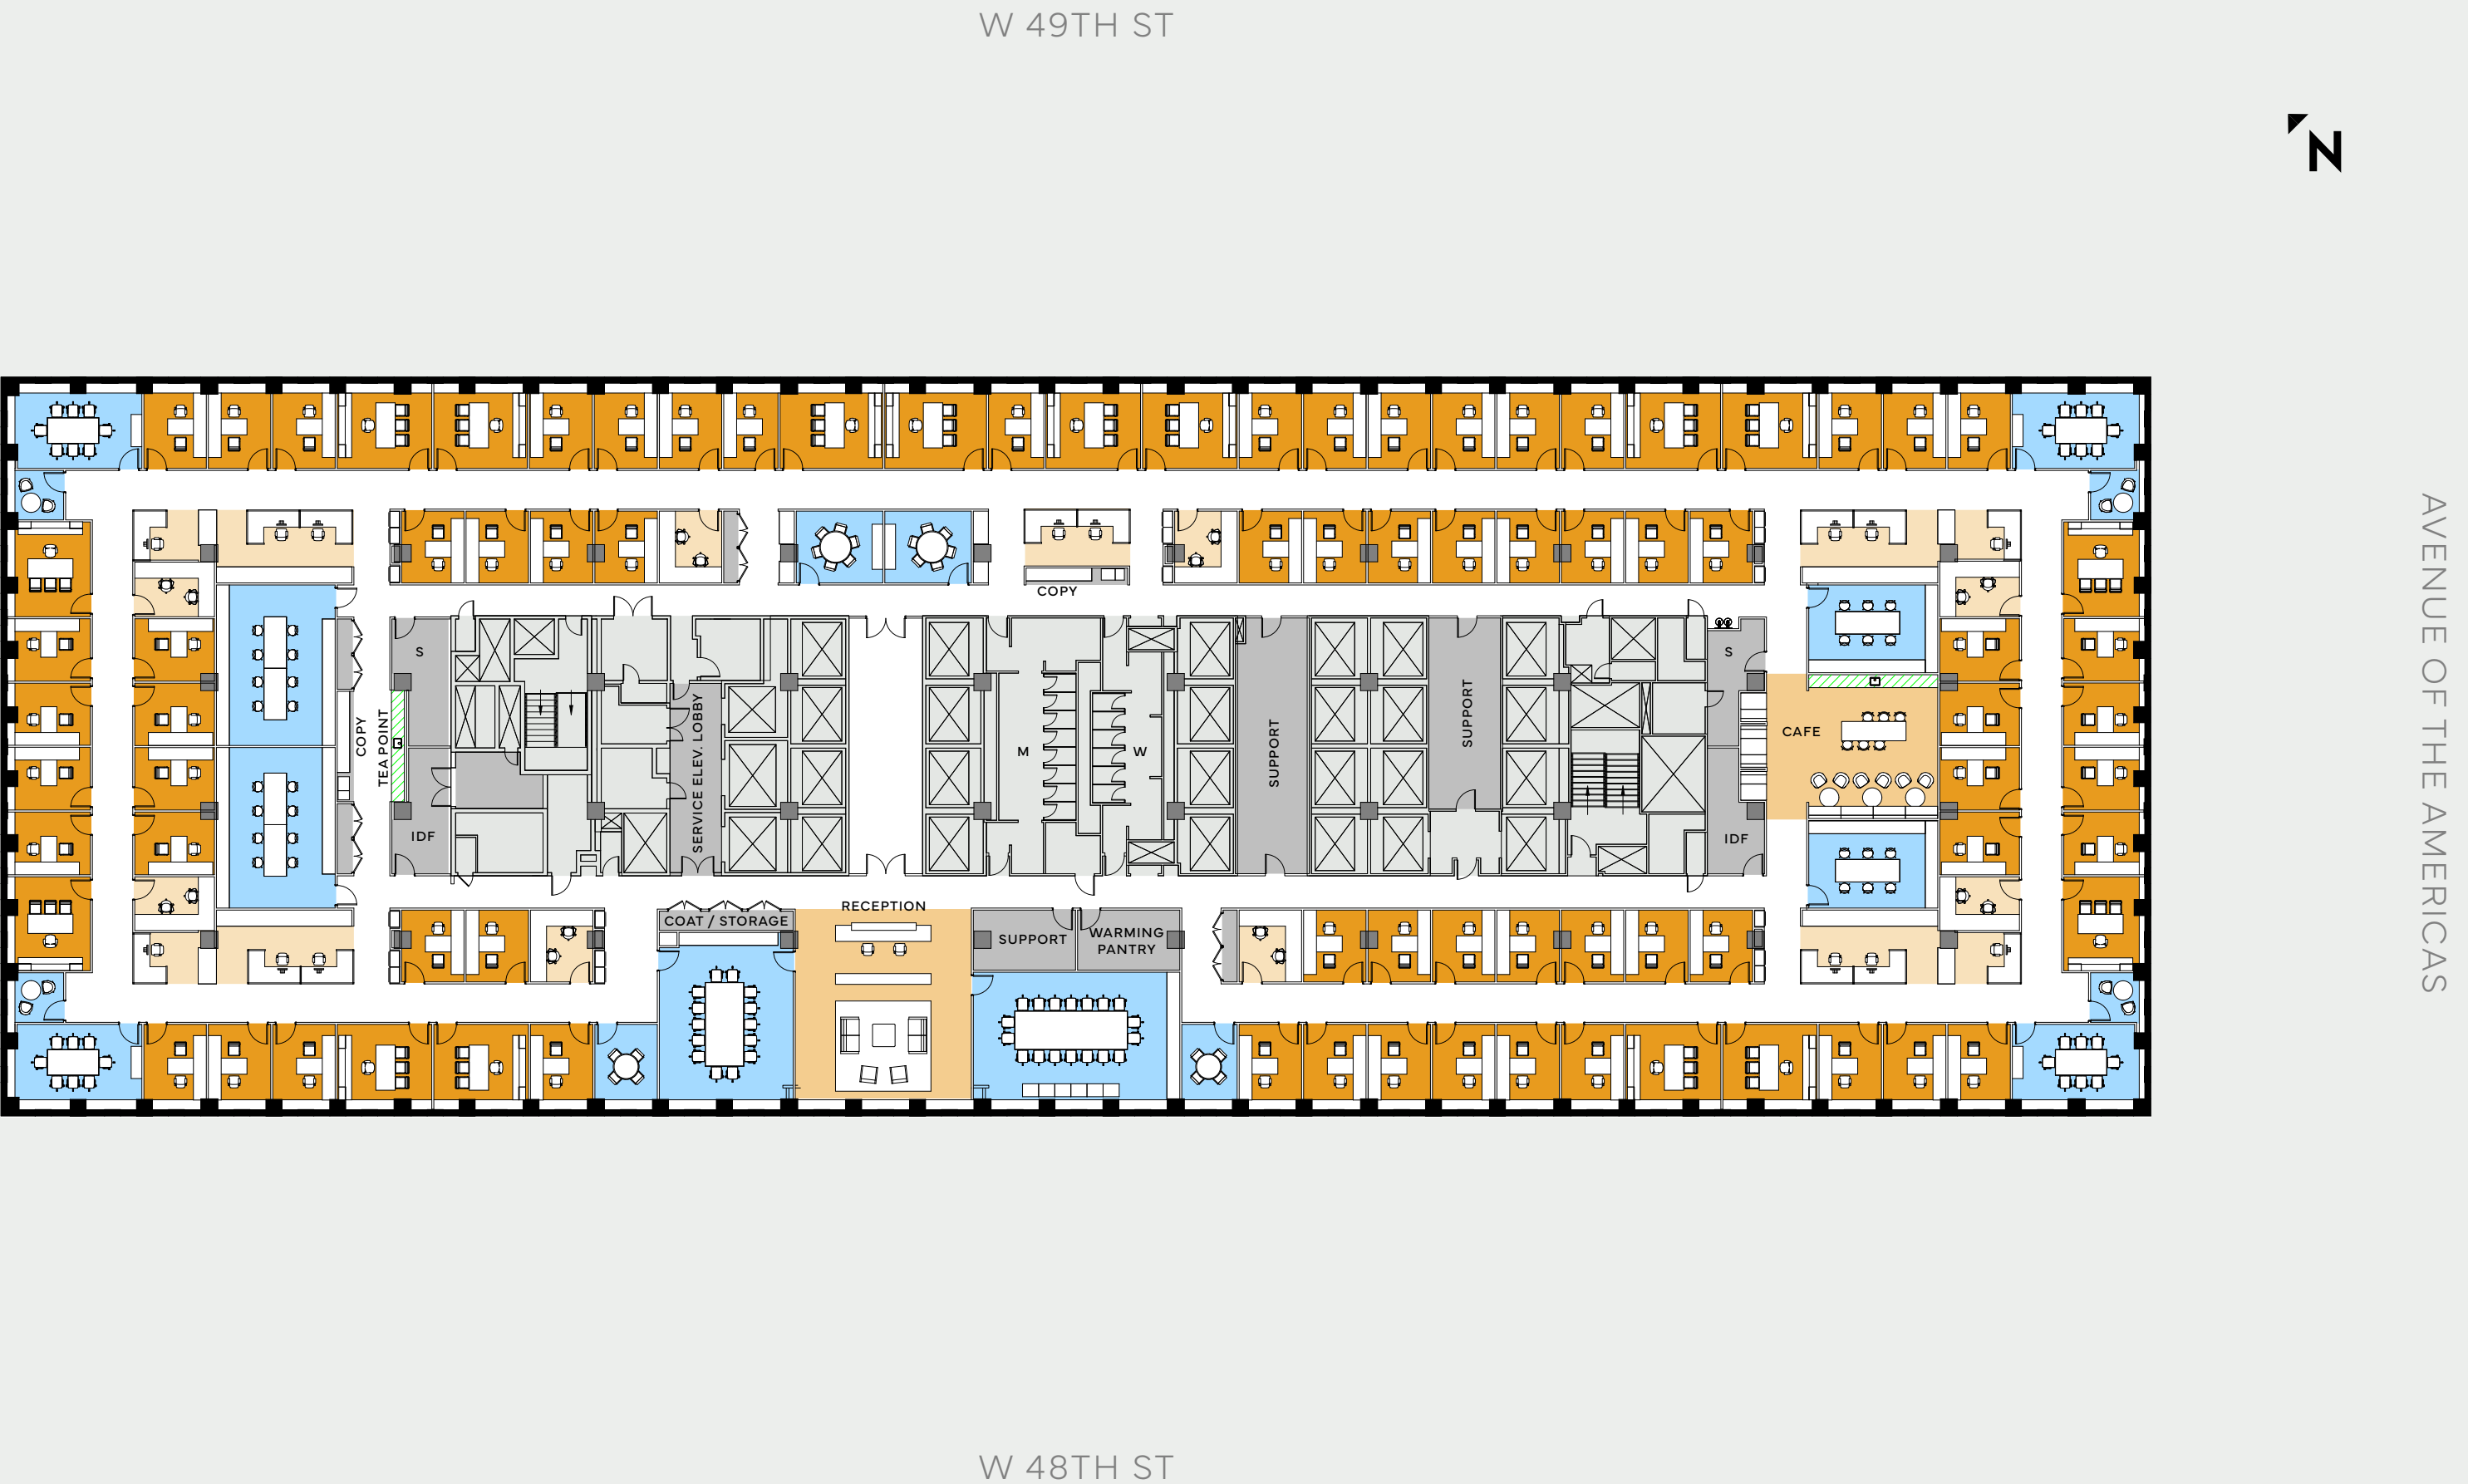 W 49TH ST
N
AVENUE OF THE AMERICAS
COPY
S
S
COPY
TEA POINT
SERVICE ELEV. LOBBY
M
W
SUPPORT
SUPPORT
CAFE
IDF
IDF
RECEPTION
COAT / STORAGE
SUPPORT
WARMING
PANTRY
W 48TH ST